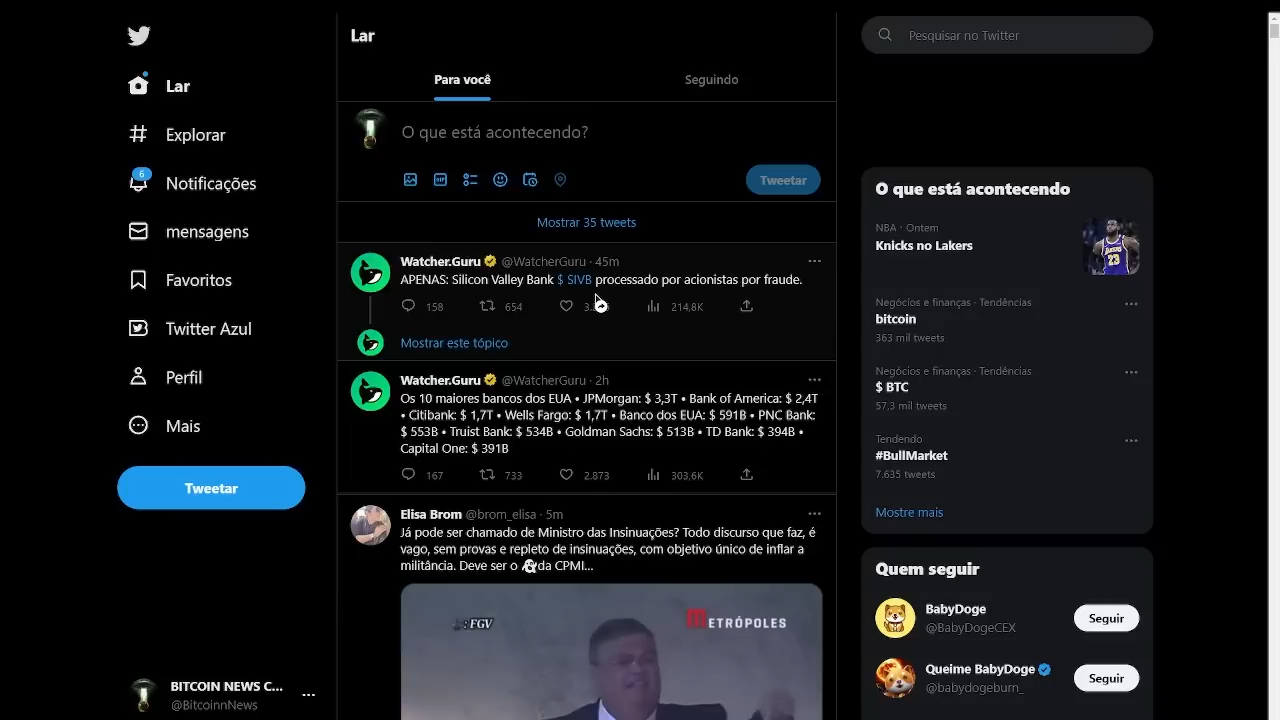 Lar
Explorar
6
Notificações
mensagens
Favoritos
Twitter Azul
Perfil
Mais
Tweetar
BITCOIN NEWS C...
@BitcoinnNews
Lar
Para você
Seguindo
O que está acontecendo?
GIF
Tweetar
Mostrar 35 tweets
Watcher.Guru @WatcherGuru · 45m
APENAS: Silicon Valley Bank $ SIVB processado por acionistas por fraude.
158 654 214,8K
Mostrar este tópico
Watcher.Guru @WatcherGuru · 2h
Os 10 maiores bancos dos EUA • JPMorgan: $ 3,3T • Bank of America: $ 2,4T
• Citibank: $ 1,7T • Wells Fargo: $ 1,7T • Banco dos EUA: $ 591B • PNC Bank:
$ 553B • Truist Bank: $ 534B • Goldman Sachs: $ 513B • TD Bank: $ 394B •
Capital One: $ 391B
167 733 2.873 303,6K
Elisa Brom @brom_elisa · 5m
Já pode ser chamado de Ministro das Insinuações? Todo discurso que faz, é
vago, sem provas e repleto de insinuações, com objetivo único de inflar a
militância. Deve ser o da CPMI...
: FGV
METRÓPOLES
Pesquisar no Twitter
O que está acontecendo
NBA · Ontem
Knicks no Lakers
Negócios e finanças · Tendências
bitcoin
363 mil tweets
Negócios e finanças · Tendências
$ BTC
57,3 mil tweets
Tendendo
#BullMarket
7.635 tweets
Mostre mais
Quem seguir
BabyDoge
@BabyDogeCEX
Seguir
Queime BabyDoge
@babydogeburn_
Seguir